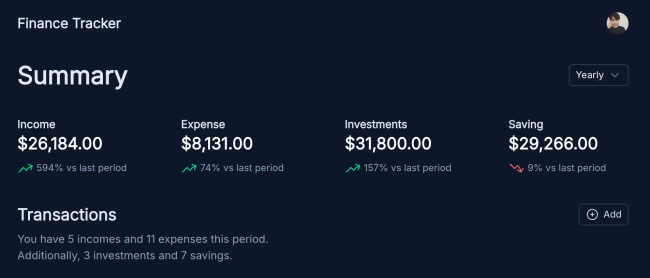 Finance Tracker
Summary
Yearly
Income
Expense
Investments
Saving
$26,184.00
$8,131.00
$31,800.00
$29,266.00
594% vs last period
74% vs last period
157% vs last period
9% vs last period
Transactions
Add
You have 5 incomes and 11 expenses this period.
Additionally, 3 investments and 7 savings.